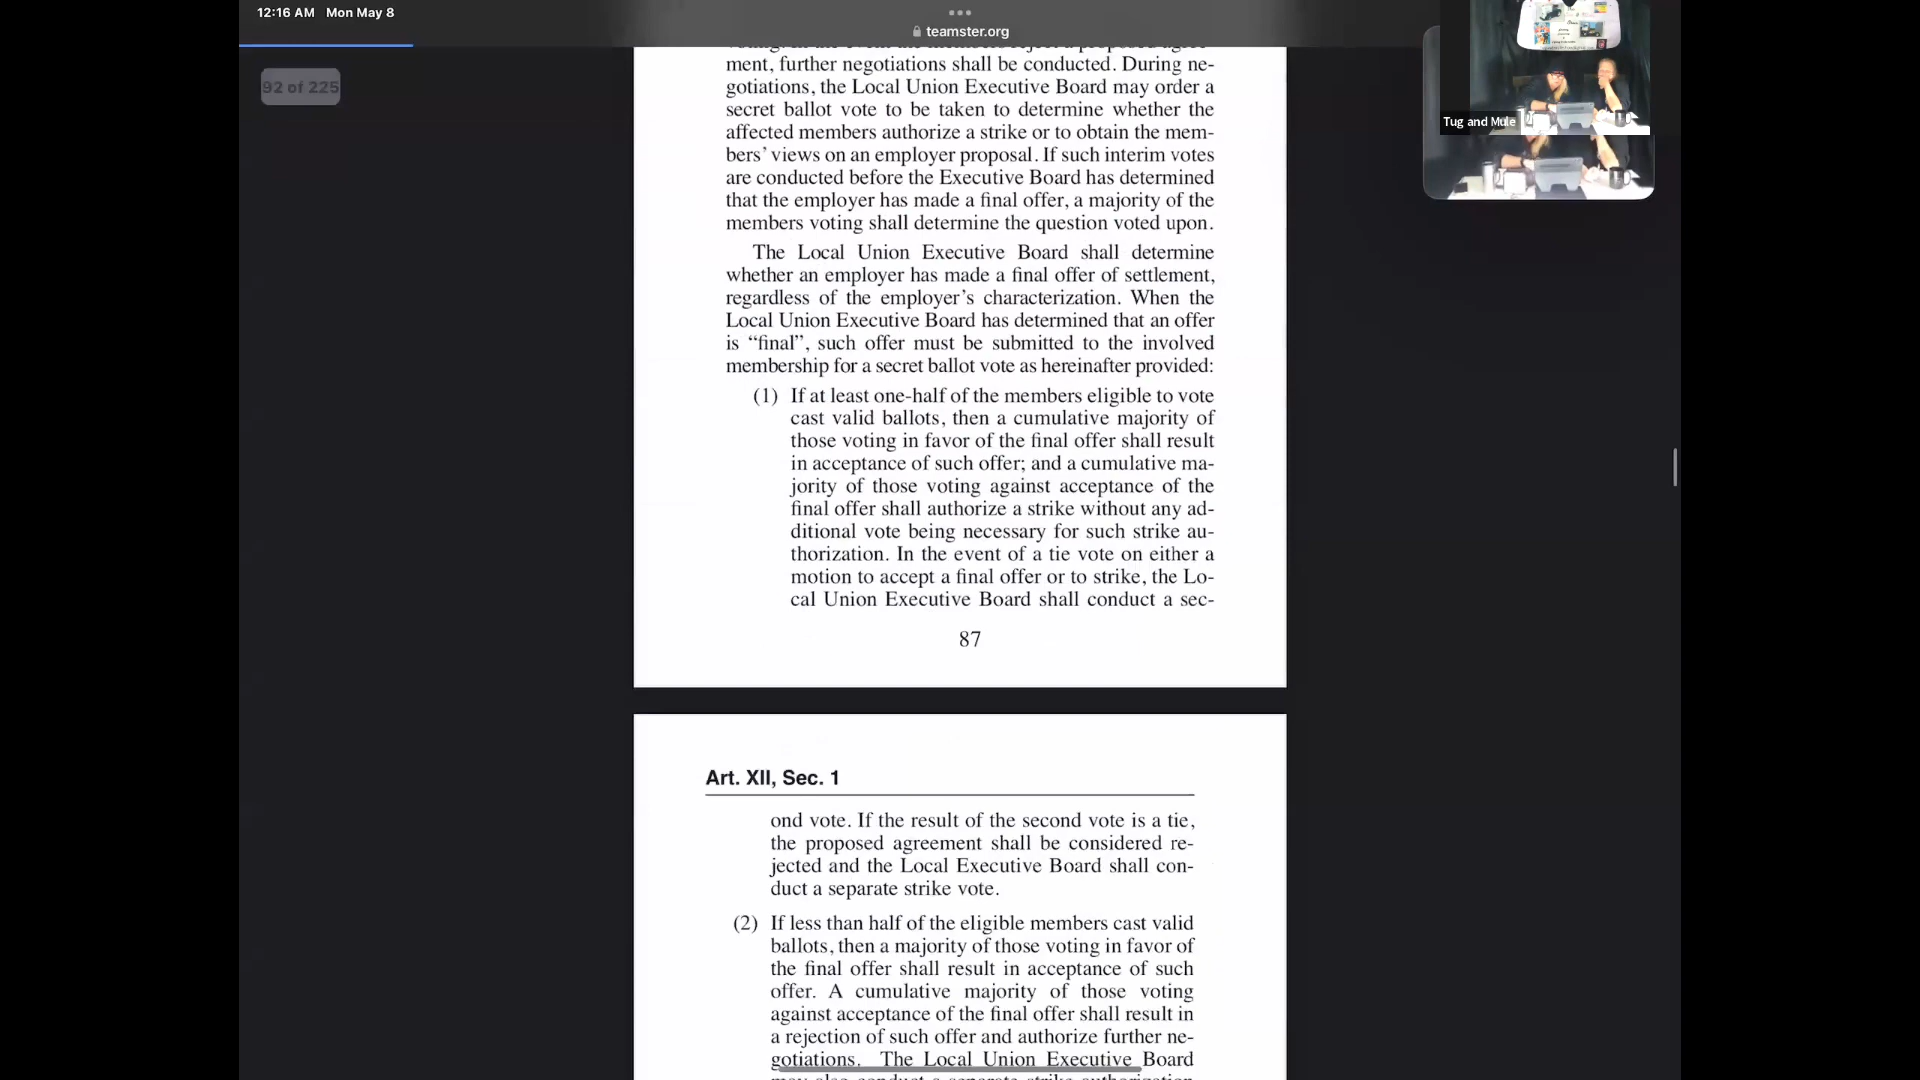 12:16 AM Mon May 8
teamster.org
92 of 225
Tug and Mule
ment, further negotiations shall be conducted. During ne-
gotiations, the Local Union Executive Board may order a
secret ballot vote to be taken to determine whether the
affected members authorize a strike or to obtain the mem-
bers' views on an employer proposal. If such interim votes
are conducted before the Executive Board has determined
that the employer has made a final offer, a majority of the
members voting shall determine the question voted upon.
The Local Union Executive Board shall determine
whether an employer has made a final offer of settlement,
regardless of the employer's characterization. When the
Local Union Executive Board has determined that an offer
is “final”, such offer must be submitted to the involved
membership for a secret ballot vote as hereinafter provided:
(1) If at least one-half of the members eligible to vote
cast valid ballots, then a cumulative majority of
those voting in favor of the final offer shall result
in acceptance of such offer; and a cumulative ma-
jority of those voting against acceptance of the
final offer shall authorize a strike without any ad-
ditional vote being necessary for such strike au-
thorization. In the event of a tie vote on either a
motion to accept a final offer or to strike, the Lo-
cal Union Executive Board shall conduct a sec-
87
Art. XII, Sec. 1
ond vote. If the result of the second vote is a tie,
the proposed agreement shall be considered re-
jected and the Local Executive Board shall con-
duct a separate strike vote.
(2) If less than half of the eligible members cast valid
ballots, then a majority of those voting in favor of
the final offer shall result in acceptance of such
offer. A cumulative majority of those voting
against acceptance of the final offer shall result in
a rejection of such offer and authorize further ne-
gotiations. The Local Union Executive Board